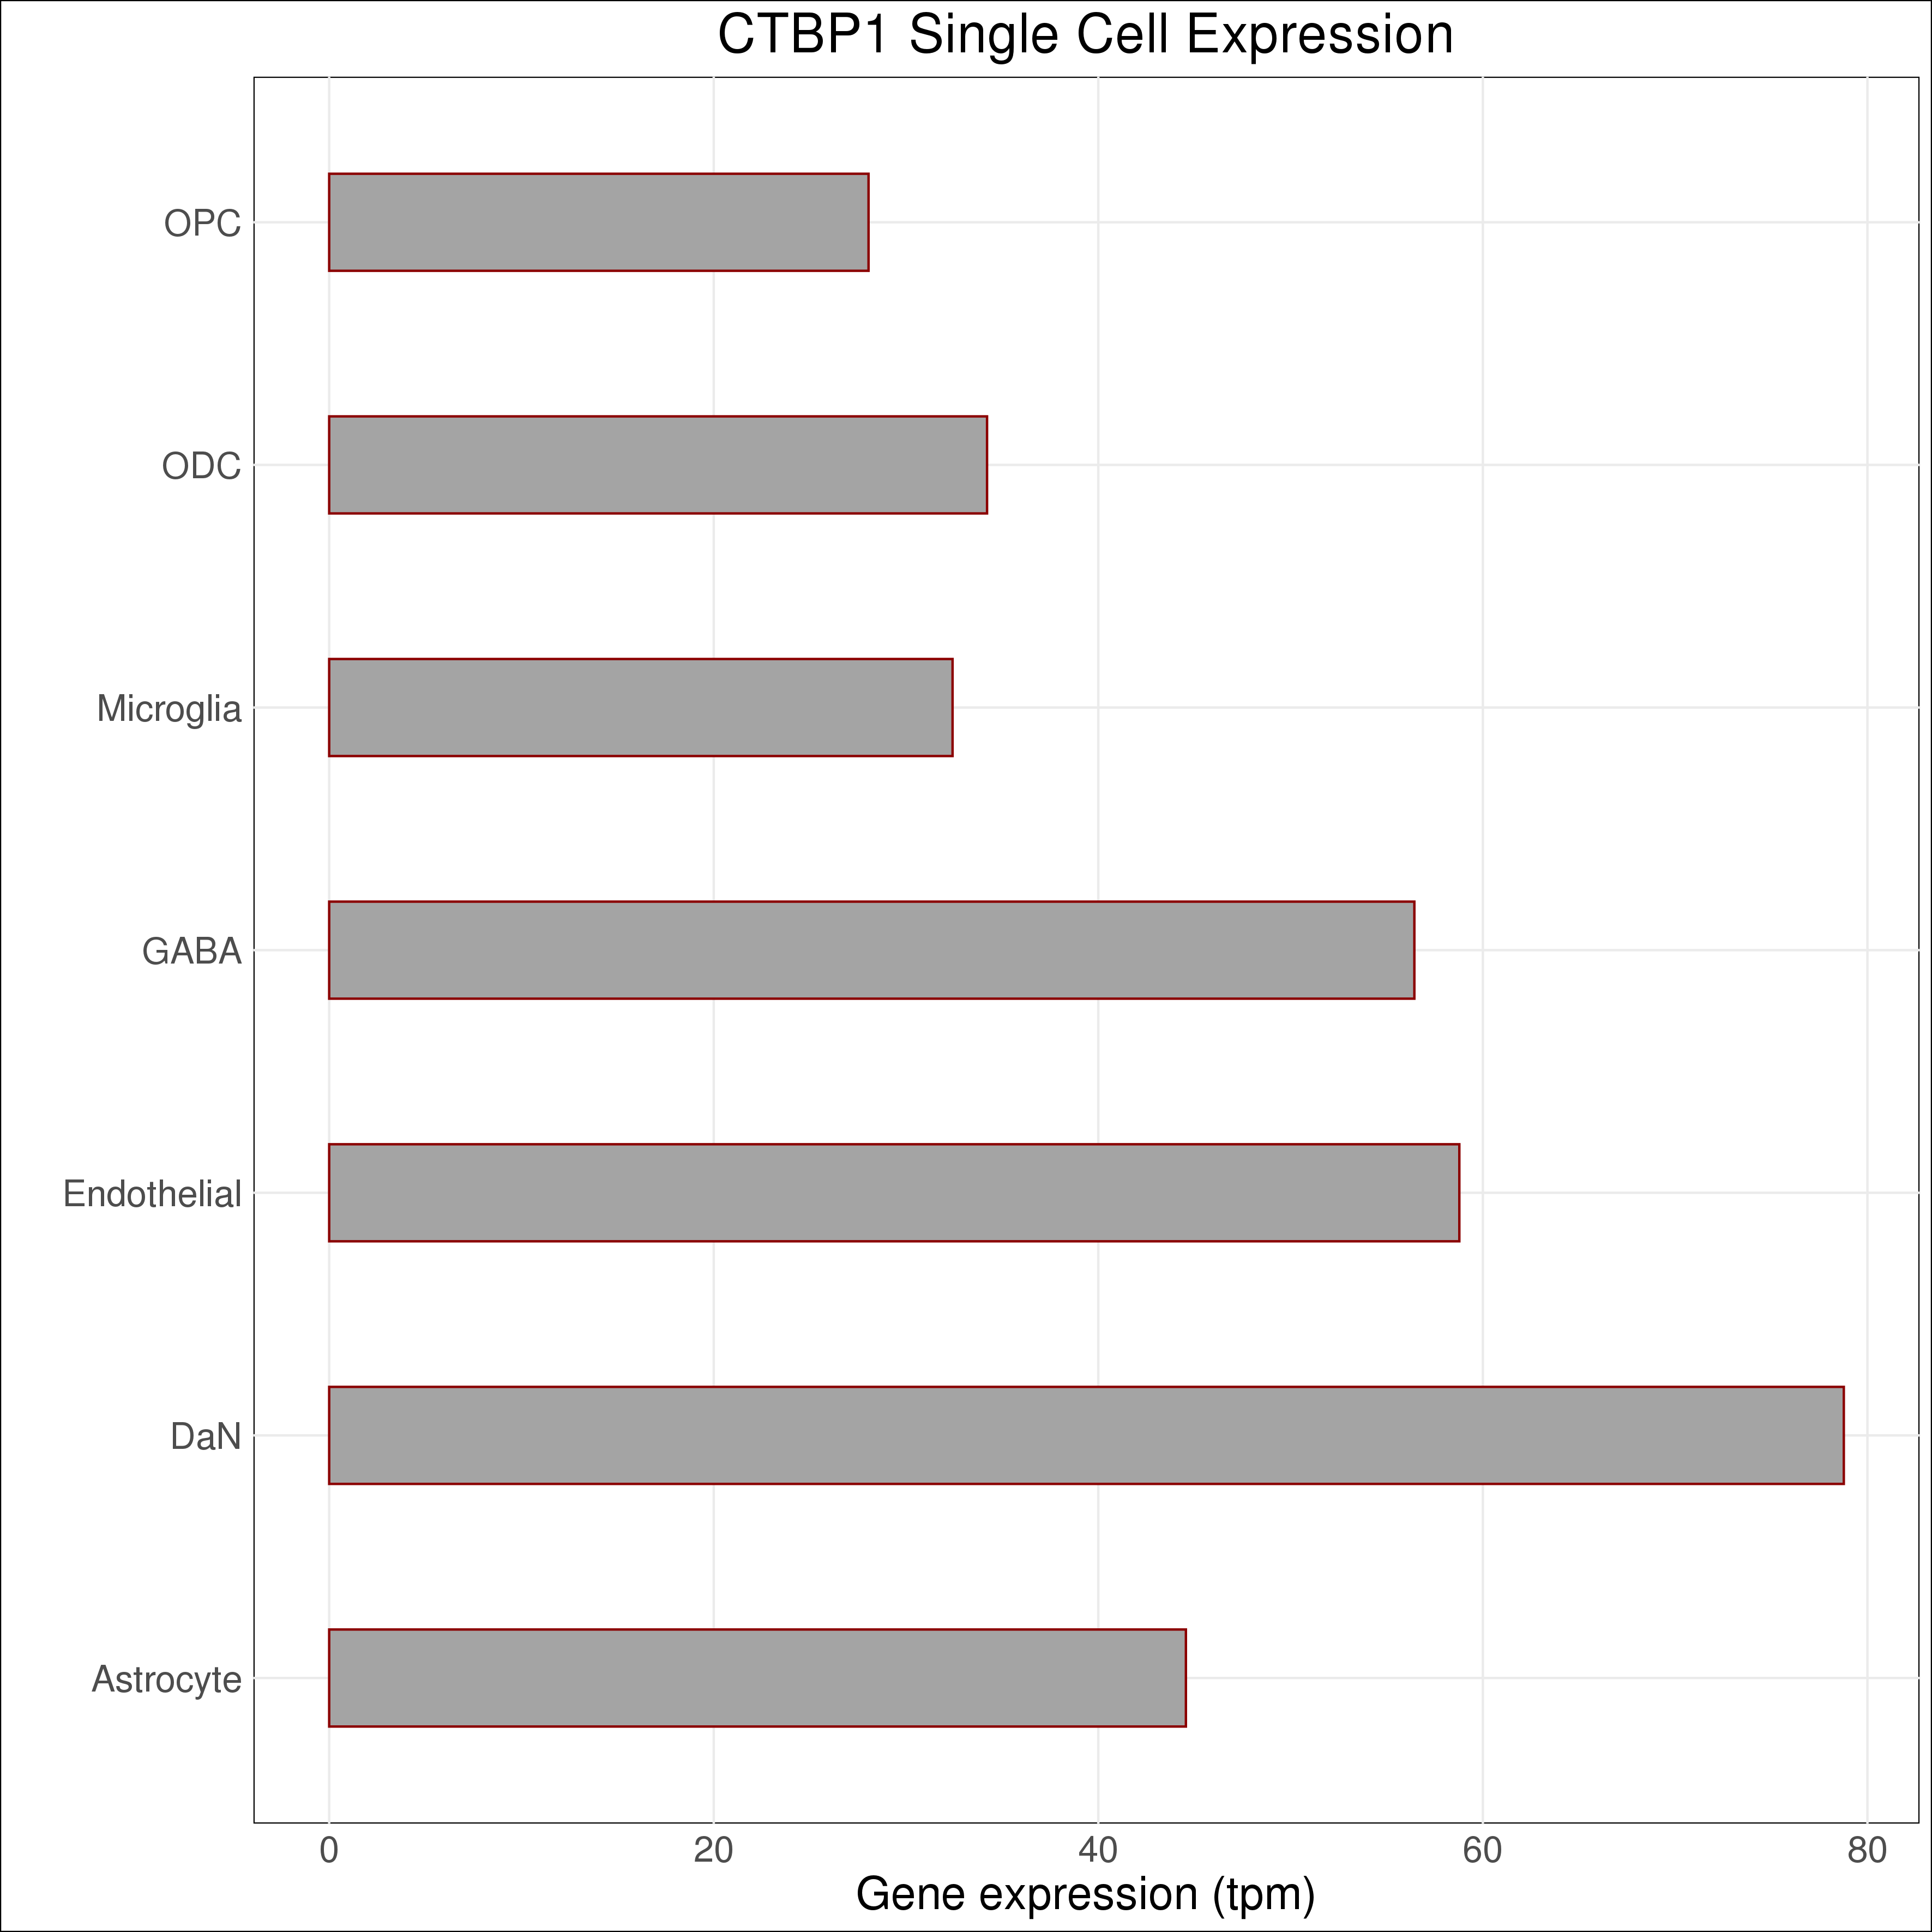 CTBP1 Single Cell Expression
OPC
ODC
Microglia
GABA
Endothelial
DaN
Astrocyte
0 20 40 60 80
Gene expression (tpm)